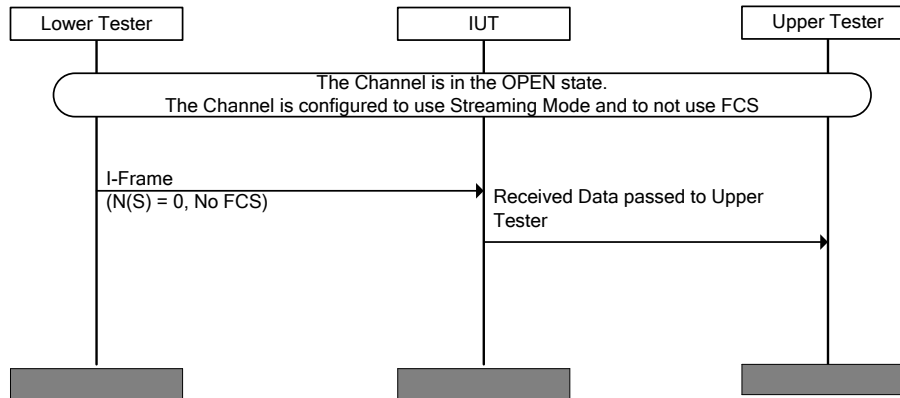 Lower Tester
IUT
Upper Tester
The Channel is in the OPEN state.
The Channel is configured to use Streaming Mode and to not use FCS
I-Frame
(N(S) = 0, No FCS)
Received Data passed to Upper
Tester